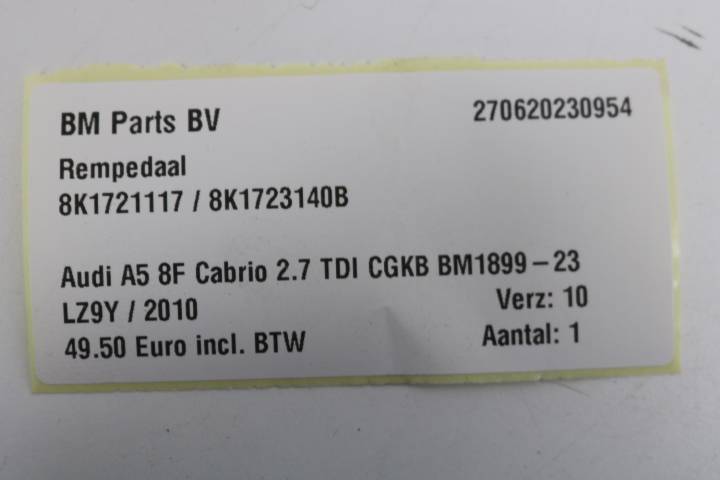 BM Parts BV 270620230954
Rempedaal
8K1721117 / 8K1723140B
Audi A5 8F Cabrio 2.7 TDI CGKB BM1899-23
LZ9Y / 2010 Verz: 10
49.50 Euro incl. BTW Aantal: 1